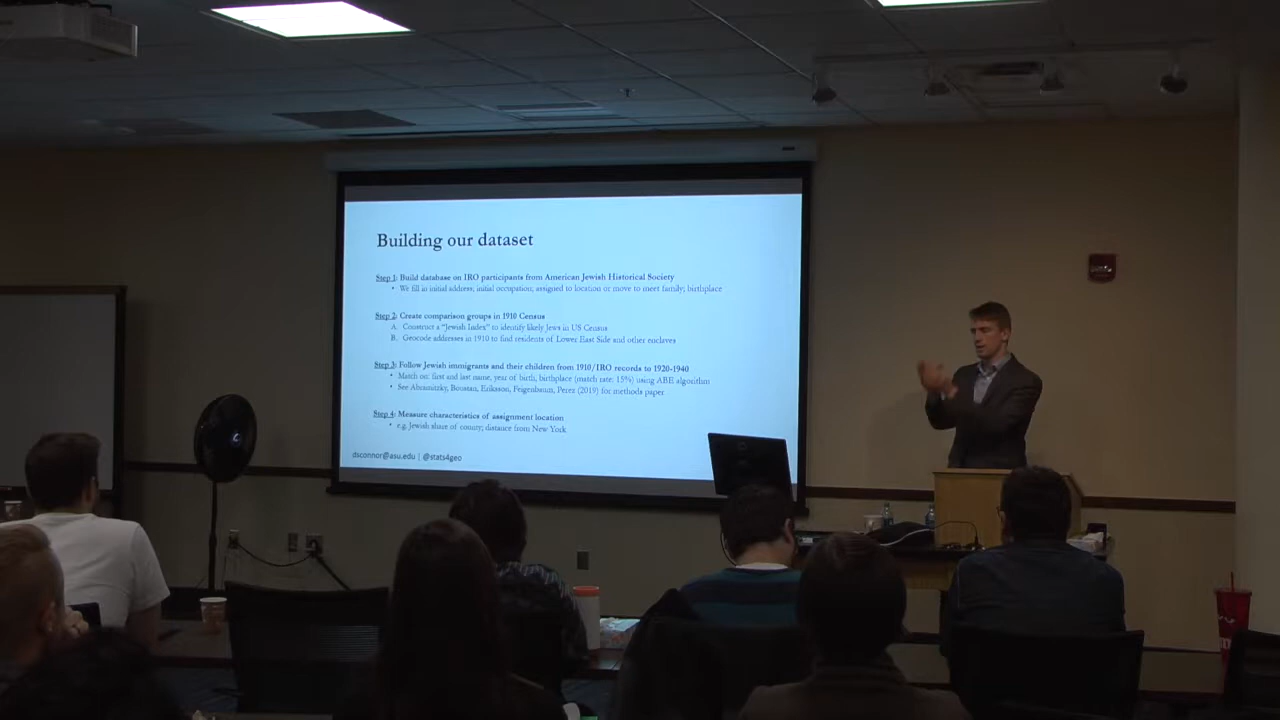 Building our dataset
Step 1: Build database on IRO participants from American Jewish Historical Society
• We fill in initial address; initial occupation; assigned to location or move to meet family; birthplace
Step 2: Create comparison groups in 1910 Census
A. Construct a "Jewish Index" to identify likely Jews in US Census
B. Geocode addresses in 1910 to find residents of Lower East Side and other enclaves
Step 3: Follow Jewish immigrants and their children from 1910/IRO records to 1920-1940
• Match on: first and last name, year of birth, birthplace (match rate: 15%) using ABE algorithm
• See Abramitzky, Boustan, Eriksson, Feigenbaum, Perez (2019) for methods paper
Step 4: Measure characteristics of assignment location
• e.g. Jewish share of county; distance from New York
dsconnor@asu.edu | @stats4geo